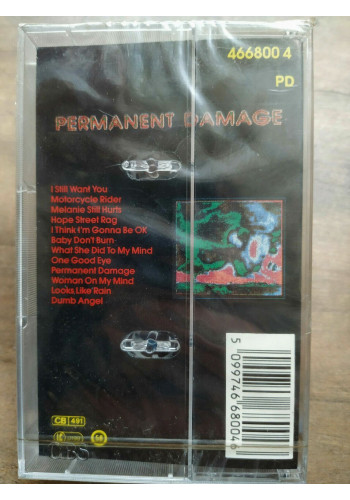 466800 4
PD
PERMANENT DAMAGE
I Still Want You
Motorcycle Rider
Melanie Still Hurts
Hope Street Rag
I Think I'm Gonna Be OK
Baby Don't Burn
What She Did To My Mind
One Good Eye
Permanent Damage
Woman On My Mind
Looks Like Rain
Dumb Angel
5 099746 680046
CB 491
M
CBS